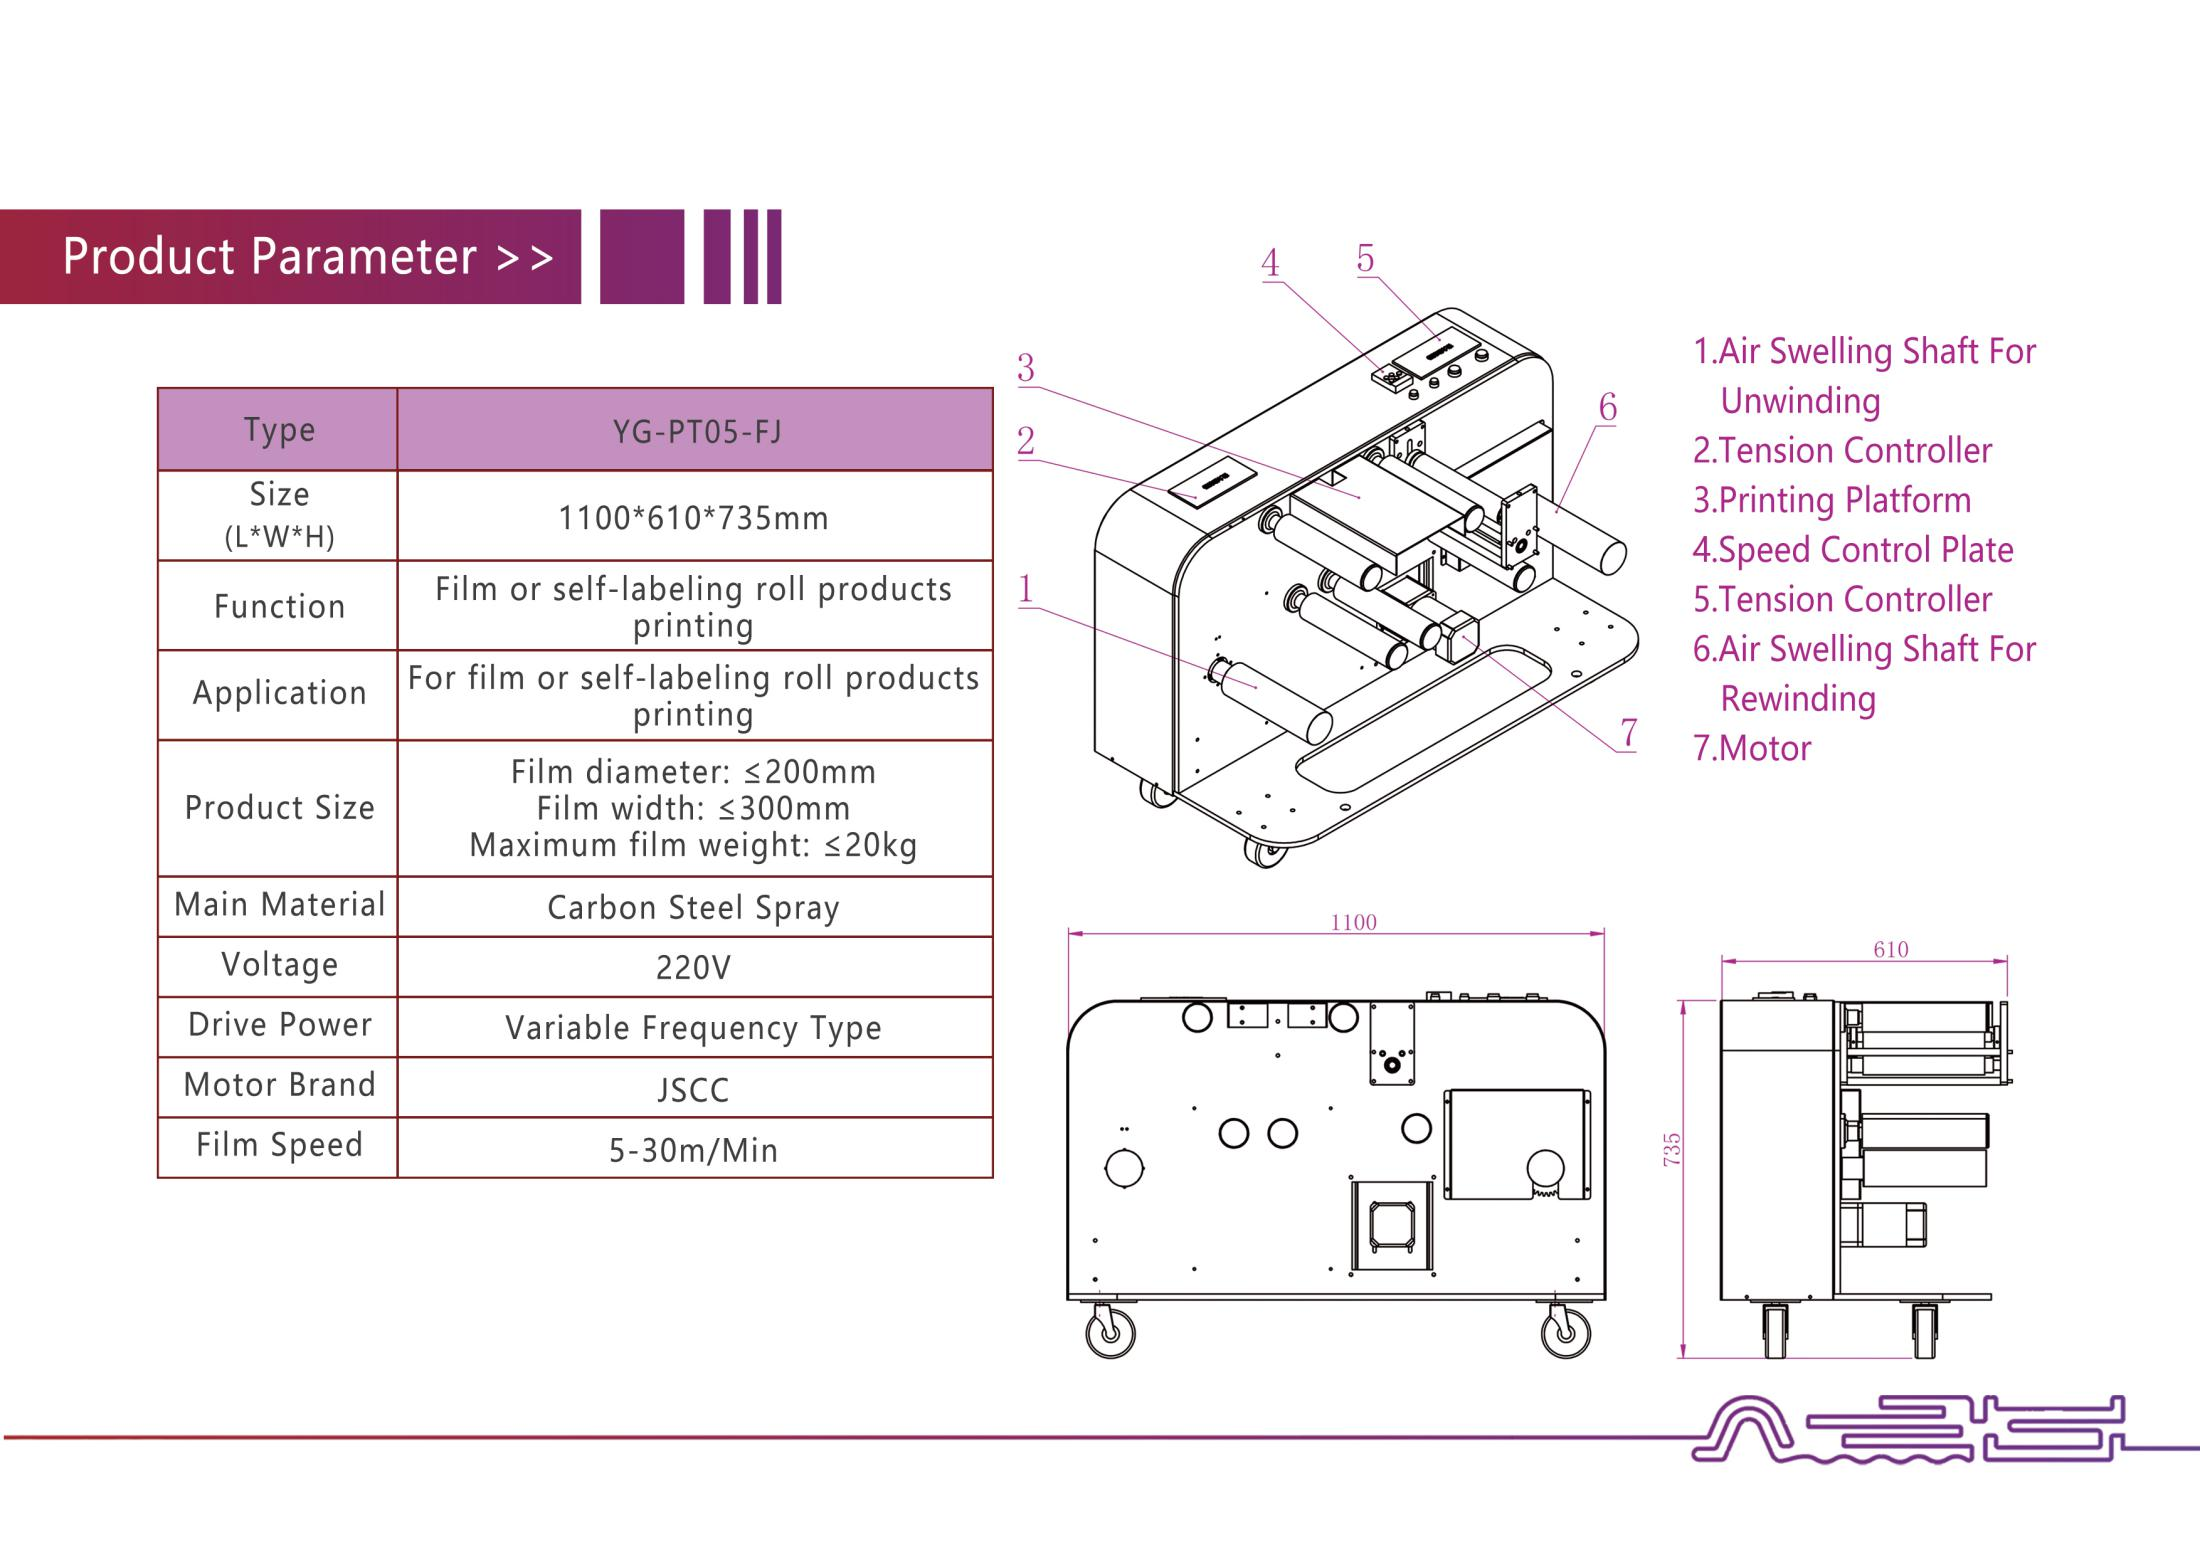 Product Parameter >>
Type
YG-PT05-FJ
Size
(L*W*H)
1100*610*735mm
Function
Film or self-labeling roll products
printing
Application
For film or self-labeling roll products
printing
Product Size
Film diameter: ≤200mm
Film width: ≤300mm
Maximum film weight: ≤20kg
Main Material
Carbon Steel Spray
Voltage
220V
Drive Power
Variable Frequency Type
Motor Brand
JSCC
Film Speed
5-30m/Min
4
5
3
2
6
1
7
1.Air Swelling Shaft For
Unwinding
2.Tension Controller
3.Printing Platform
4.Speed Control Plate
5.Tension Controller
6.Air Swelling Shaft For
Rewinding
7.Motor
1100
610
735